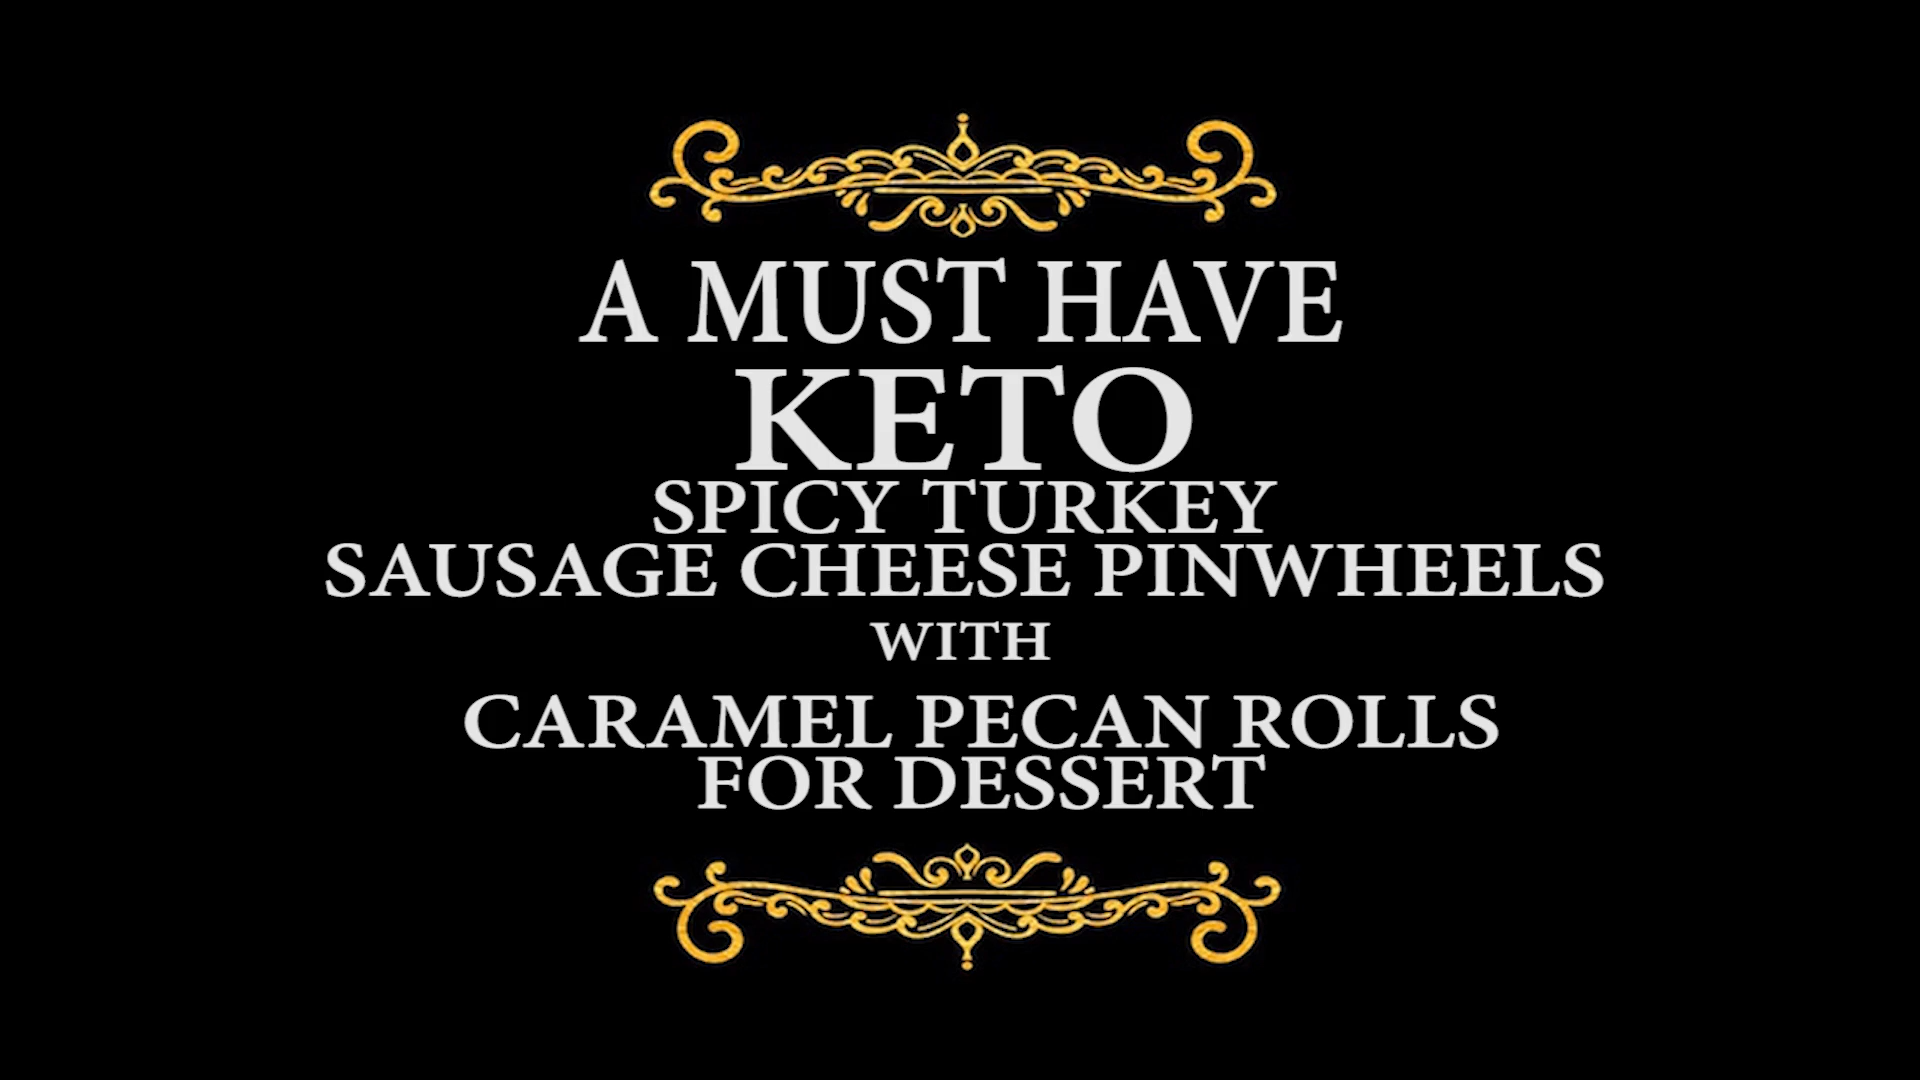 A MUST HAVE
KETO
SPICY TURKEY
SAUSAGE CHEESE PINWHEELS
WITH
CARAMEL PECAN ROLLS
FOR DESSERT